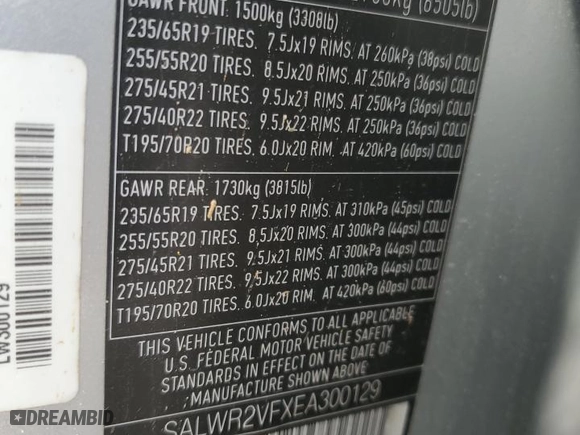 (8505lb)
GAWR FRONT: 1500kg (3308lb)
235/65R19 TIRES. 7.5Jx19 RIMS. AT 260kPa (38psi) COLD
255/55R20 TIRES. 8.5Jx20 RIMS. AT 250kPa (36psi) COLD
275/45R21 TIRES. 9.5Jx21 RIMS. AT 250kPa (36psi) COLD
275/40R22 TIRES. 9.5Jx22 RIMS. AT 250kPa (36psi) COLD
T195/70R20 TIRES. 6.0Jx20 RIM. AT 420kPa (60psi) COLD
GAWR REAR: 1730kg (3815lb)
235/65R19 TIRES. 7.5Jx19 RIMS. AT 310kPa (45psi) COLD
255/55R20 TIRES. 8.5Jx20 RIMS. AT 300kPa (44psi) COLD
275/45R21 TIRES. 9.5Jx21 RIMS. AT 300kPa (44psi) COLD
275/40R22 TIRES. 9.5Jx22 RIMS. AT 300kPa (44psi) COLD
T195/70R20 TIRES. 6.0Jx20 RIM. AT 420kPa (60psi) COLD
THIS VEHICLE CONFORMS TO ALL APPLICABLE
U.S. FEDERAL MOTOR VEHICLE SAFETY
STANDARDS IN EFFECT ON THE DATE OF
MANUFACTURE SHOWN ABOVE.
SALWR2VFXEA300129
LW300129
DREAMBID